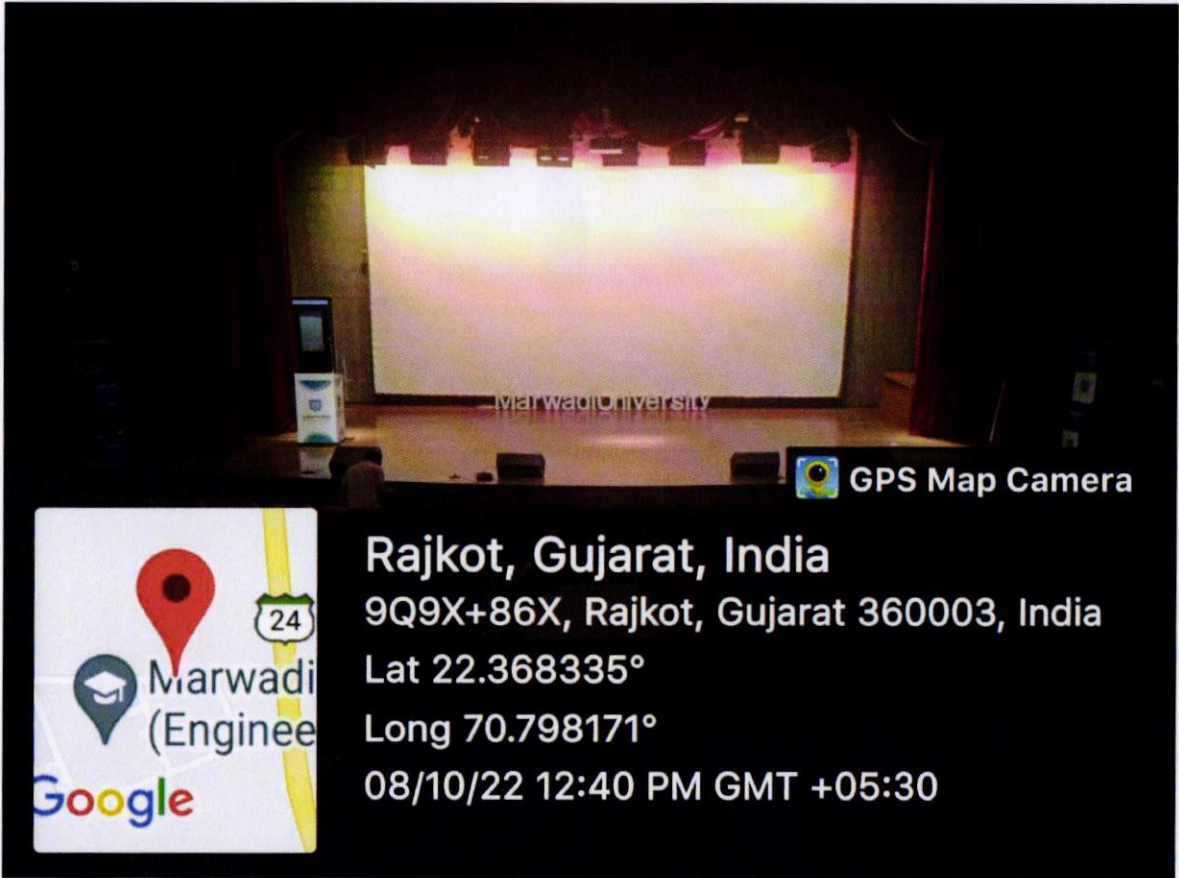 MarwadiUniversity
GPS Map Camera
Rajkot, Gujarat, India
9Q9X+86X, Rajkot, Gujarat 360003, India
Lat 22.368335°
Long 70.798171°
08/10/22 12:40 PM GMT +05:30
24
Marwadi
(Enginee
Google